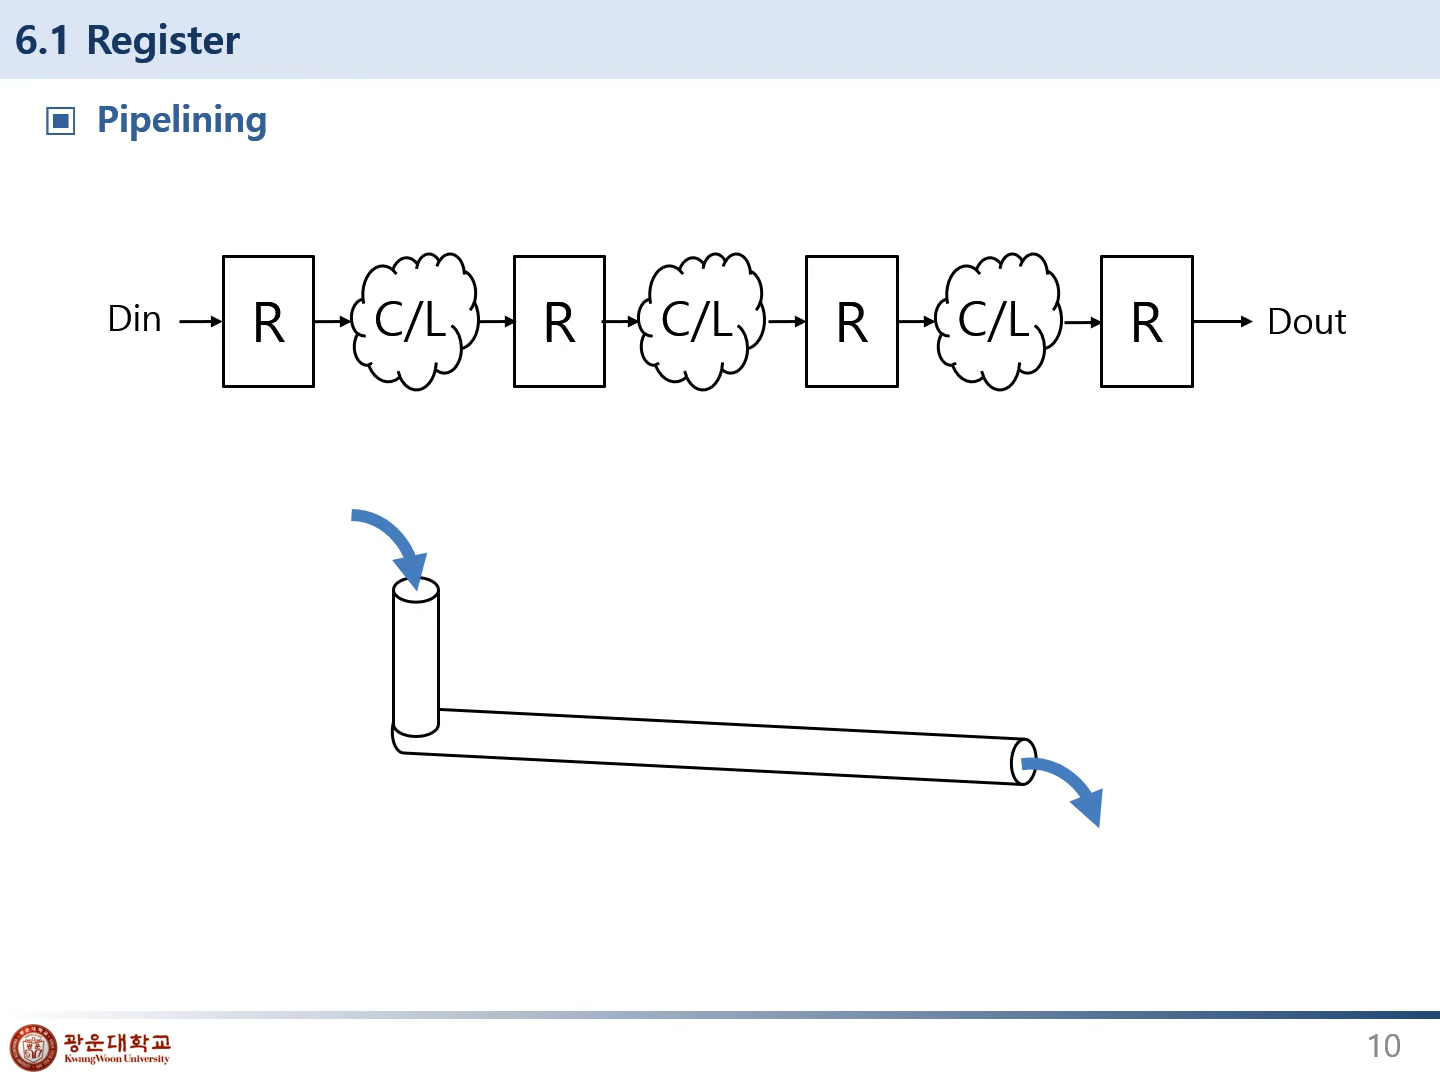 6.1 Register
Pipelining
Din R C/L R C/L R C/L R Dout
광운대학교
KwangWoon University
10